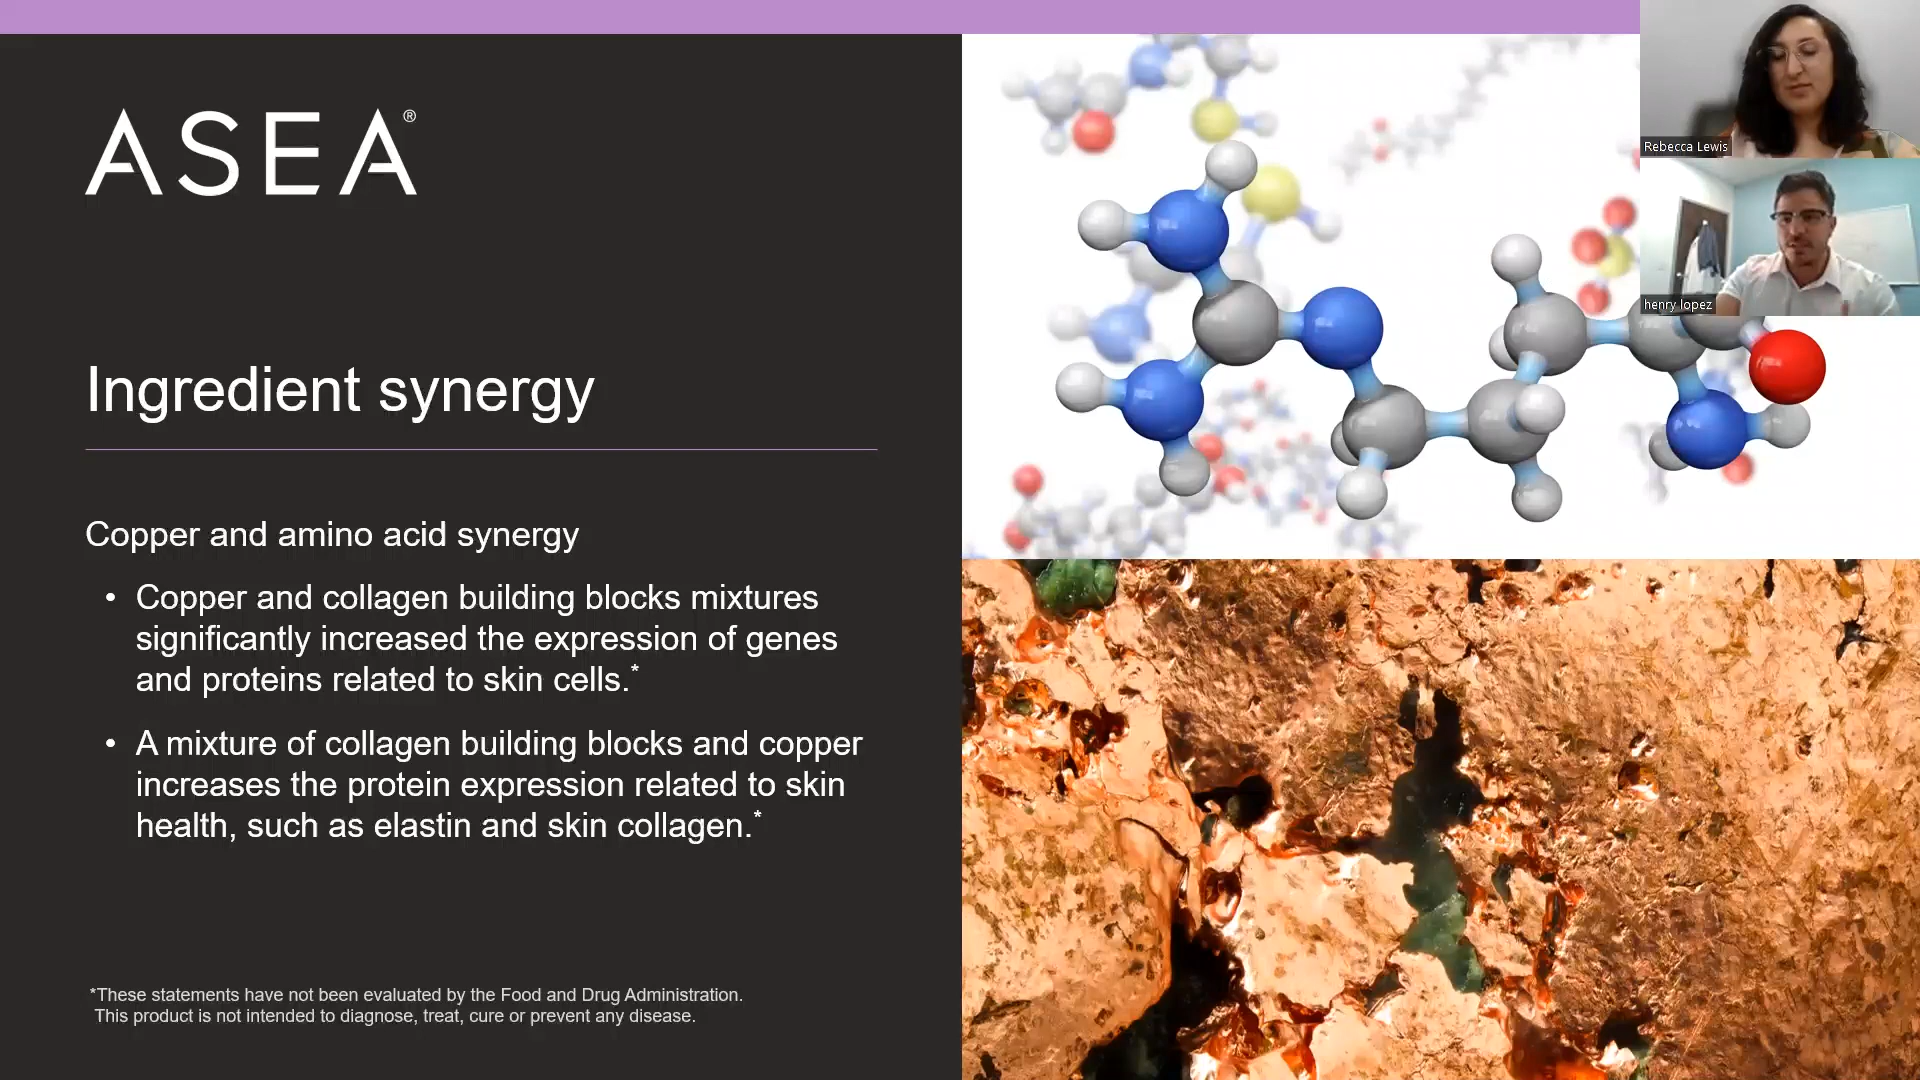 ASEA®
Ingredient synergy
Copper and amino acid synergy
• Copper and collagen building blocks mixtures
significantly increased the expression of genes
and proteins related to skin cells.*
• A mixture of collagen building blocks and copper
increases the protein expression related to skin
health, such as elastin and skin collagen.*
*These statements have not been evaluated by the Food and Drug Administration.
This product is not intended to diagnose, treat, cure or prevent any disease.
Rebecca Lewis
henry lopez